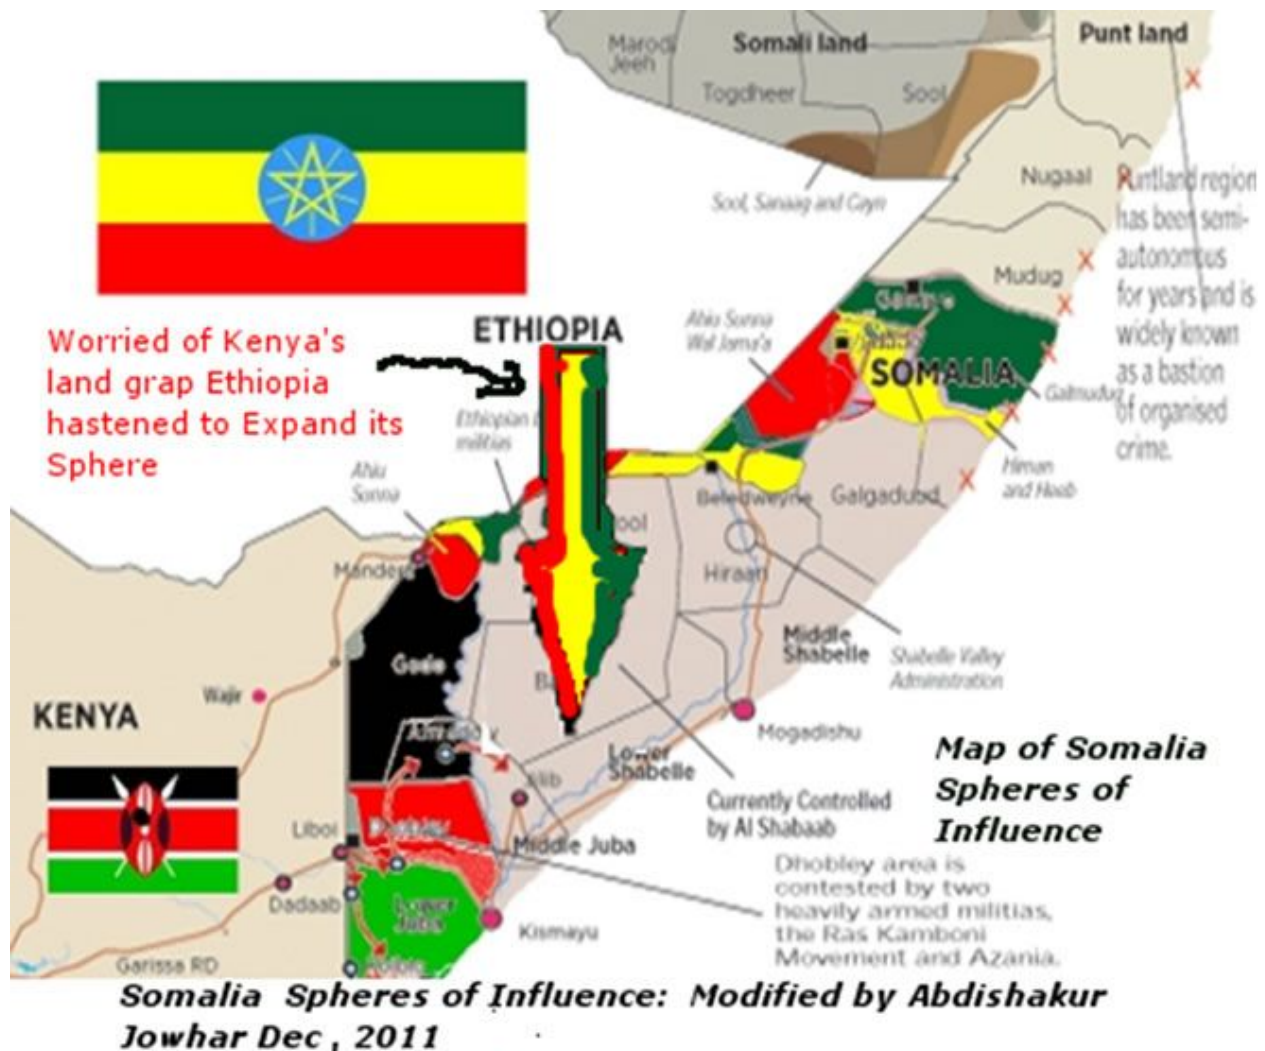 Marodi
Jeeh
Somali land
Punt land
Togdheer
Sool
Nugaal
Sool, Sanaag and Cayn
Puntland region
has been semi-
autonomous
for years and is
widely known
as a bastion
of organised
crime.
Mudug
ETHIOPIA
Worried of Kenya's
land grap Ethiopia
hastened to Expand its
Sphere
Ahlu Sunna
Wal Jama'a
SOMALIA
Galmudug
Ethiopian
militias
Himan
and Heeb
Ahlu
Sunna
Beledweyne
Galgaduud
ool
Mandera
Hiraan
Gedo
Middle
Shabelle
Shabelle Valley
Administration
Wajir
Ba
KENYA
Mogadishu
Lower
Shabelle
Map of Somalia
Spheres of
Influence
Jilib
Currently Controlled
by Al Shabaab
Liboi
Dhobley
Middle Juba
Dhobley area is
contested by two
heavily armed militias,
the Ras Kamboni
Movement and Azania.
Dadaab
Lower
Juba
Kismayu
Garissa RD
Somalia Spheres of Influence: Modified by Abdishakur
Jowhar Dec , 2011